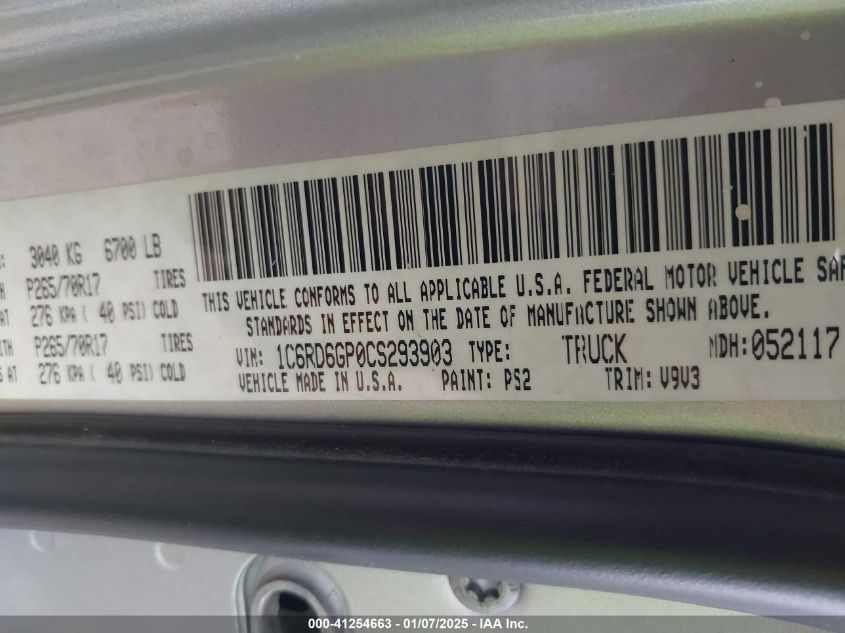 3040 KG 6700 LB
P265/70R17 TIRES
276 KPA ( 40 PSI) COLD
P265/70R17 TIRES
276 KPA ( 40 PSI) COLD
THIS VEHICLE CONFORMS TO ALL APPLICABLE U.S.A. FEDERAL MOTOR VEHICLE SAF
STANDARDS IN EFFECT ON THE DATE OF MANUFACTURE SHOWN ABOVE.
VIN: 1C6RD6GP0CS293903 TYPE: TRUCK MDH:052117
VEHICLE MADE IN U.S.A. PAINT: PS2 TRIM: V9V3
000-41254663 — 01/07/2025 - IAA Inc.